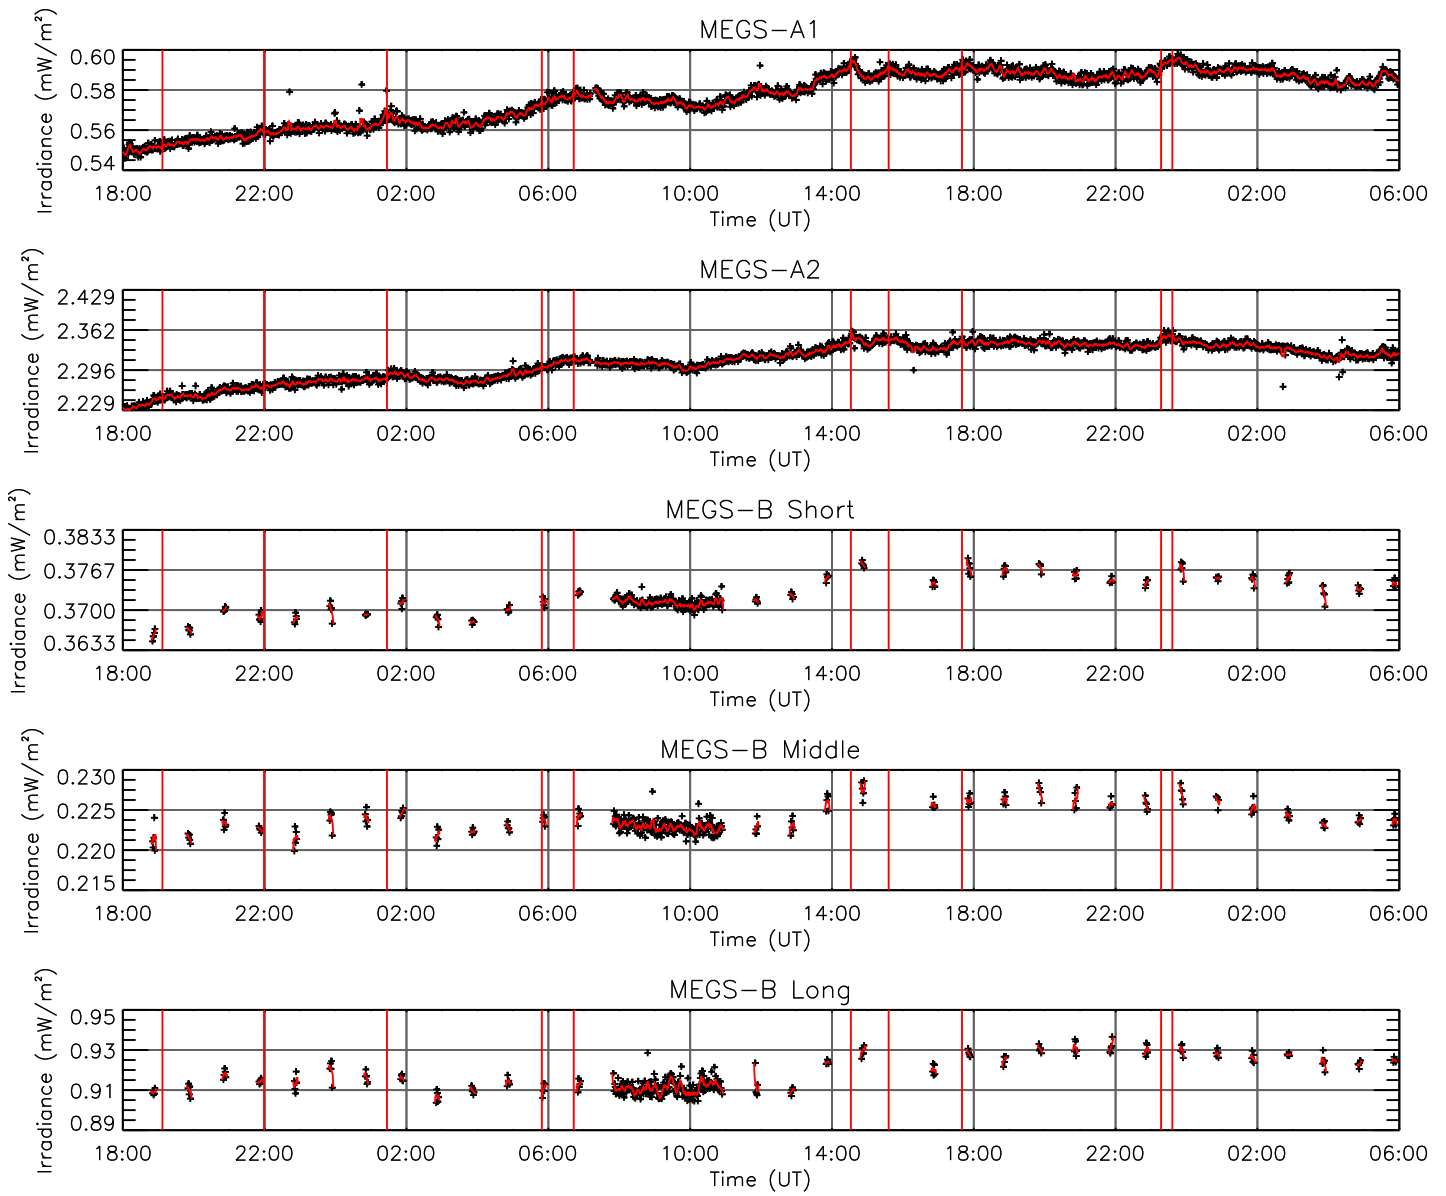 MEGS-A1
Irradiance (mW/m²)
0.60
0.58
0.56
0.54
18:00 22:00 02:00 06:00 10:00 14:00 18:00 22:00 02:00 06:00
Time (UT)
MEGS-A2
Irradiance (mW/m²)
2.429
2.362
2.296
2.229
18:00 22:00 02:00 06:00 10:00 14:00 18:00 22:00 02:00 06:00
Time (UT)
MEGS-B Short
Irradiance (mW/m²)
0.3833
0.3767
0.3700
0.3633
18:00 22:00 02:00 06:00 10:00 14:00 18:00 22:00 02:00 06:00
Time (UT)
MEGS-B Middle
Irradiance (mW/m²)
0.230
0.225
0.220
0.215
18:00 22:00 02:00 06:00 10:00 14:00 18:00 22:00 02:00 06:00
Time (UT)
MEGS-B Long
Irradiance (mW/m²)
0.95
0.93
0.91
0.89
18:00 22:00 02:00 06:00 10:00 14:00 18:00 22:00 02:00 06:00
Time (UT)